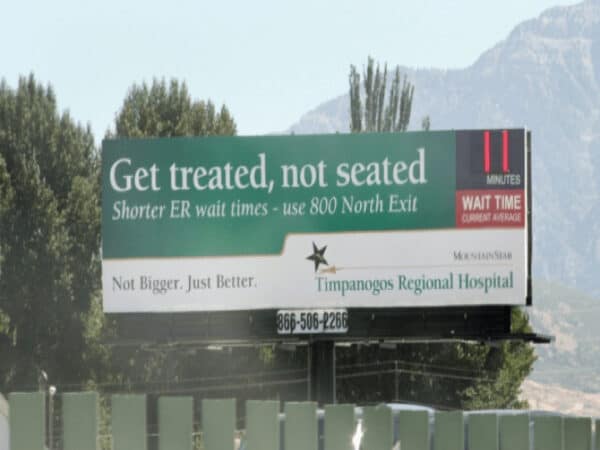 Get treated, not seated
Shorter ER wait times - use 800 North Exit
11
MINUTES
WAIT TIME
CURRENT AVERAGE
MOUNTAINSTAR
Not Bigger. Just Better.
Timpanogos Regional Hospital
866-506-2266